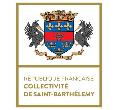 RÉPUBLIQUE FRANÇAISE
COLLECTIVITÉ
DE SAINT-BARTHÉLEMY